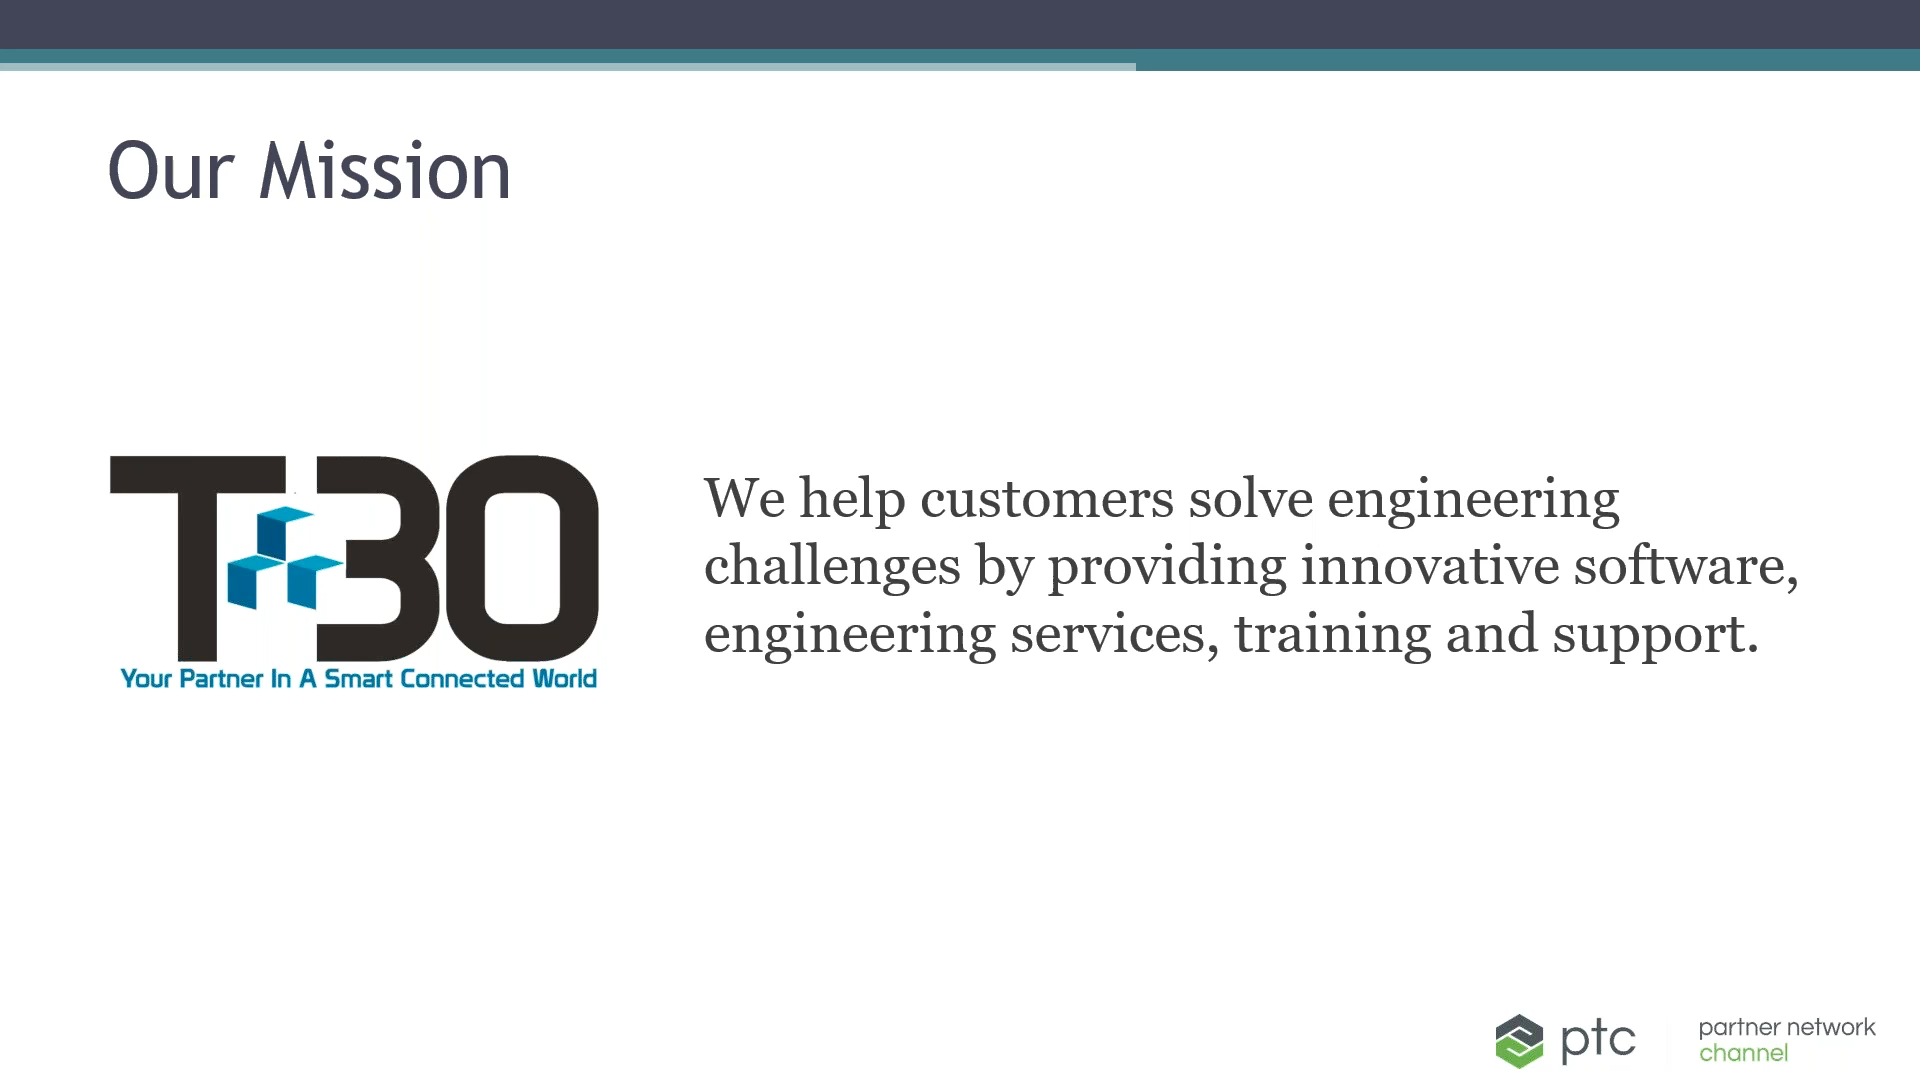 Our Mission
T30
Your Partner In A Smart Connected World
We help customers solve engineering
challenges by providing innovative software,
engineering services, training and support.
ptc
partner network
channel